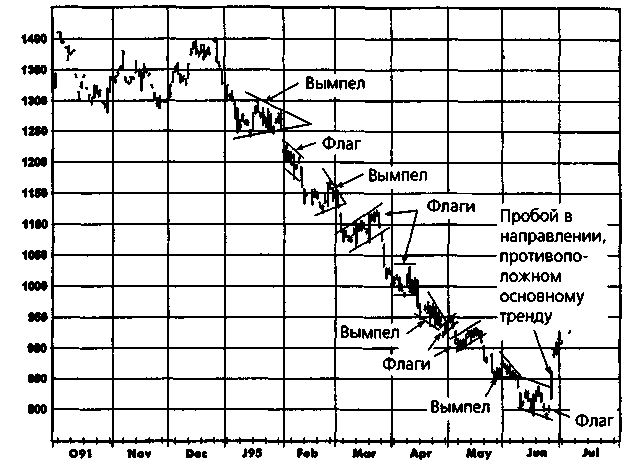 1400
1350
1300
1250
1200
1150
1100
1050
1000
950
900
850
800
Вымпел
Флаг
Вымпел
Флаги
Пробой в
направлении,
противопо-
ложном
основному
тренду
Вымпел
Флаги
Вымпел
Флаг
O91 Nov Dec J95 Feb Mar Apr May Jun Jul